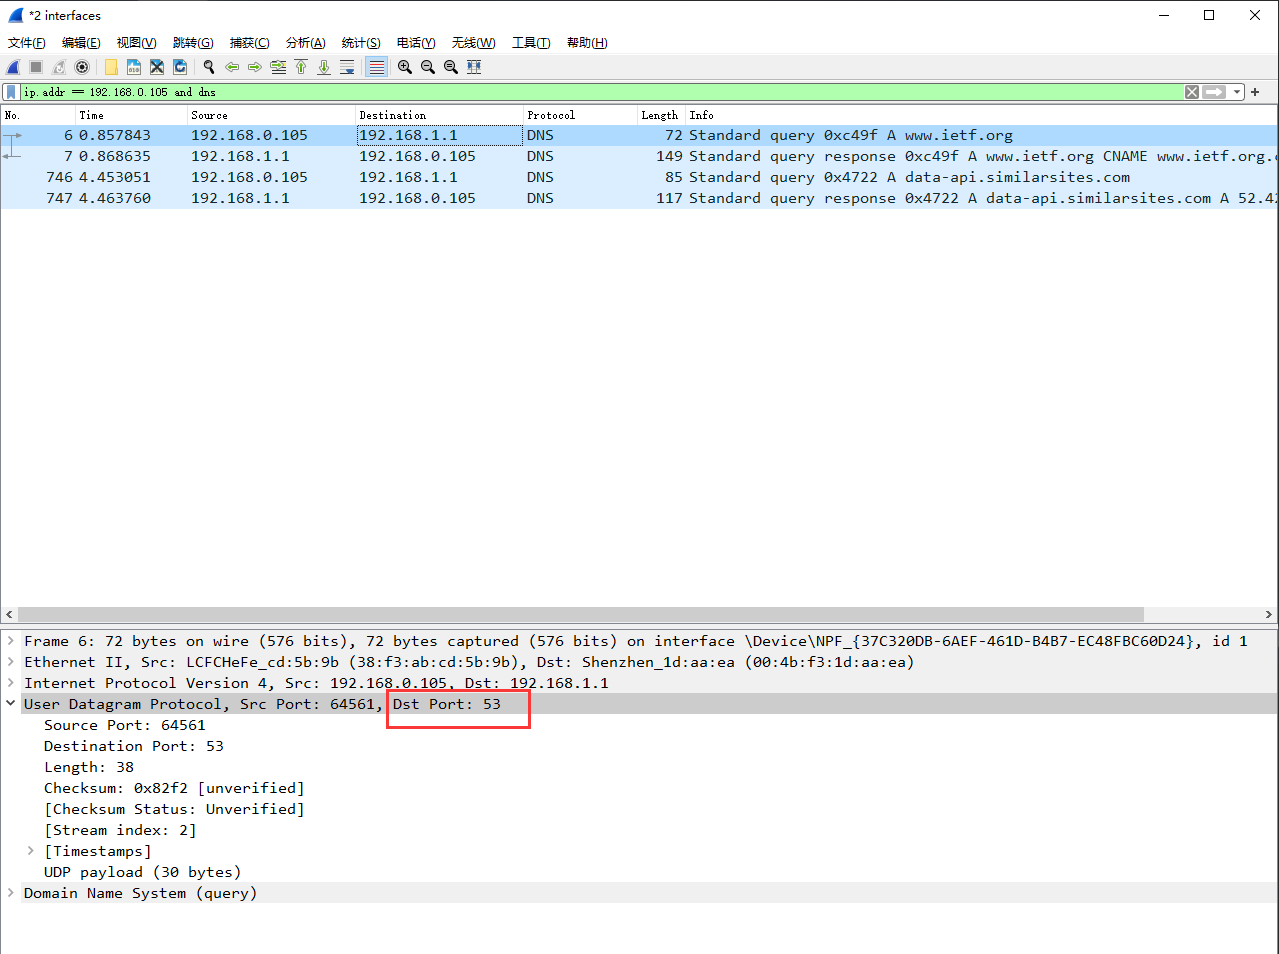 *2 interfaces
文件(F) 编辑(E) 视图(V) 跳转(G) 捕获(C) 分析(A) 统计(S) 电话(Y) 无线(W) 工具(T) 帮助(H)
ip.addr == 192.168.0.105 and dns
No. Time Source Destination Protocol Length Info
6 0.857843 192.168.0.105 192.168.1.1 DNS 72 Standard query 0xc49f A www.ietf.org
7 0.868635 192.168.1.1 192.168.0.105 DNS 149 Standard query response 0xc49f A www.ietf.org CNAME www.ietf.org.c
746 4.453051 192.168.0.105 192.168.1.1 DNS 85 Standard query 0x4722 A data-api.similarsites.com
747 4.463760 192.168.1.1 192.168.0.105 DNS 117 Standard query response 0x4722 A data-api.similarsites.com A 52.42
Frame 6: 72 bytes on wire (576 bits), 72 bytes captured (576 bits) on interface \Device\NPF_{37C320DB-6AEF-461D-B4B7-EC48FBC60D24}, id 1
Ethernet II, Src: LCFCHeFe_cd:5b:9b (38:f3:ab:cd:5b:9b), Dst: Shenzhen_1d:aa:ea (00:4b:f3:1d:aa:ea)
Internet Protocol Version 4, Src: 192.168.0.105, Dst: 192.168.1.1
User Datagram Protocol, Src Port: 64561, Dst Port: 53
Source Port: 64561
Destination Port: 53
Length: 38
Checksum: 0x82f2 [unverified]
[Checksum Status: Unverified]
[Stream index: 2]
[Timestamps]
UDP payload (30 bytes)
Domain Name System (query)